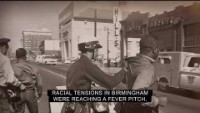 RACIAL TENSIONS IN BIRMINGHAM
WERE REACHING A FEVER PITCH.